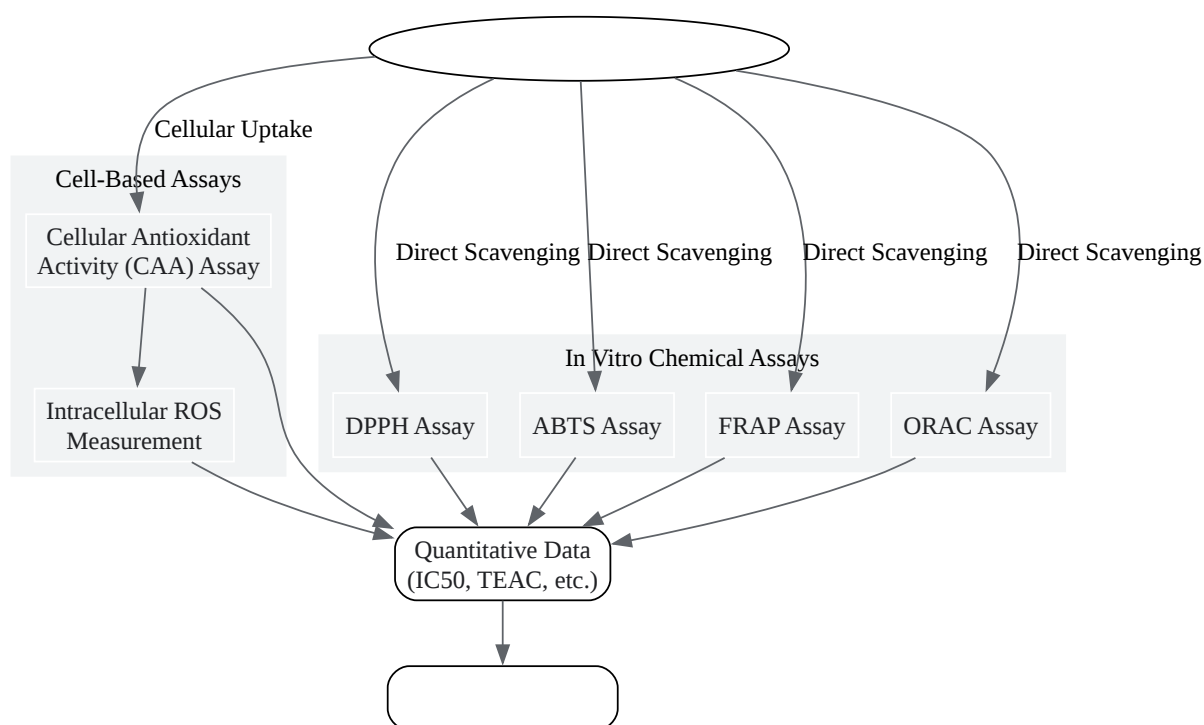 Cellular Uptake
Cell-Based Assays
Cellular Antioxidant
Activity (CAA) Assay
Direct Scavenging
Direct Scavenging
Direct Scavenging
Direct Scavenging
In Vitro Chemical Assays
Intracellular ROS
Measurement
DPPH Assay
ABTS Assay
FRAP Assay
ORAC Assay
Quantitative Data
(IC50, TEAC, etc.)